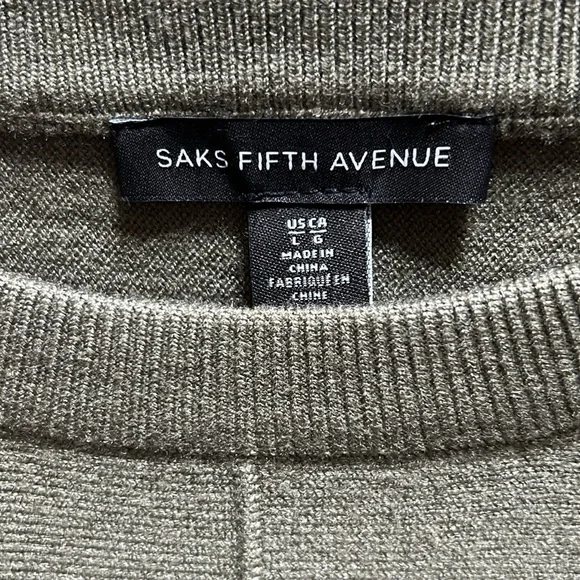 SAKS FIFTH AVENUE
US CA
L G
MADE IN
CHINA
FABRIQUÉ EN
CHINE